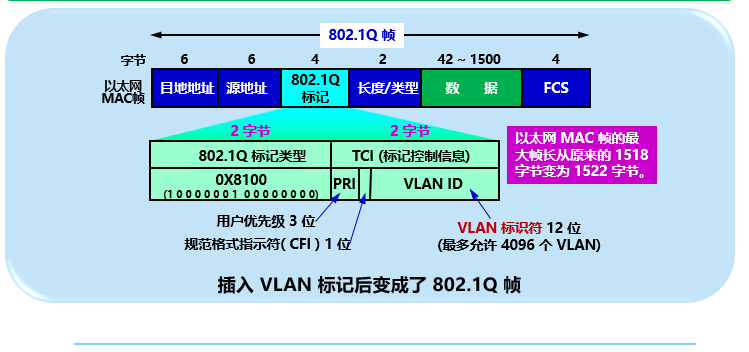 802.1Q 帧
字节 6 6 4 2 42 ~ 1500 4
以太网
MAC帧
目地地址 源地址 802.1Q
标记 长度/类型 数 据 FCS
2 字节 2 字节
802.1Q 标记类型 TCI (标记控制信息)
0X8100 PRI VLAN ID
(1 0 0 0 0 0 0 1 0 0 0 0 0 0 0 0)
以太网 MAC 帧的最
大帧长从原来的 1518
字节变为 1522 字节。
用户优先级 3 位
规范格式指示符( CFI ) 1 位
VLAN 标识符 12 位
(最多允许 4096 个 VLAN)
插入 VLAN 标记后变成了 802.1Q 帧